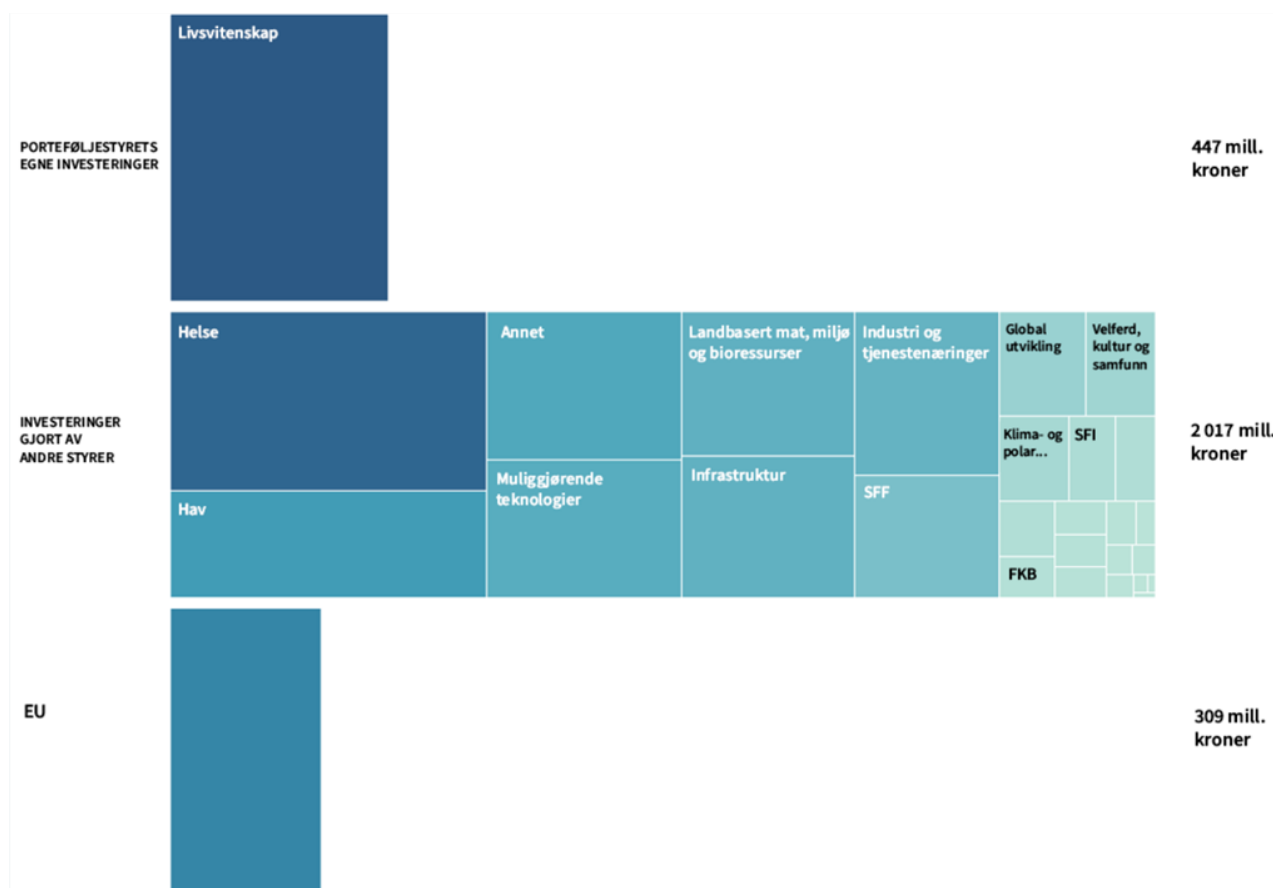 Livsvitenskap
PORTEFØLJESTYRETS
EGNE INVESTERINGER
447 mill.
kroner
Helse
Annet
Landbasert mat, miljø
og bioressurser
Industri og
tjenestenæringer
Global
utvikling
Velferd,
kultur og
samfunn
INVESTERINGER
GJORT AV
ANDRE STYRER
2 017 mill.
kroner
Klima- og
polar...
SFI
Hav
Muliggjørende
teknologier
Infrastruktur
SFF
FKB
EU
309 mill.
kroner